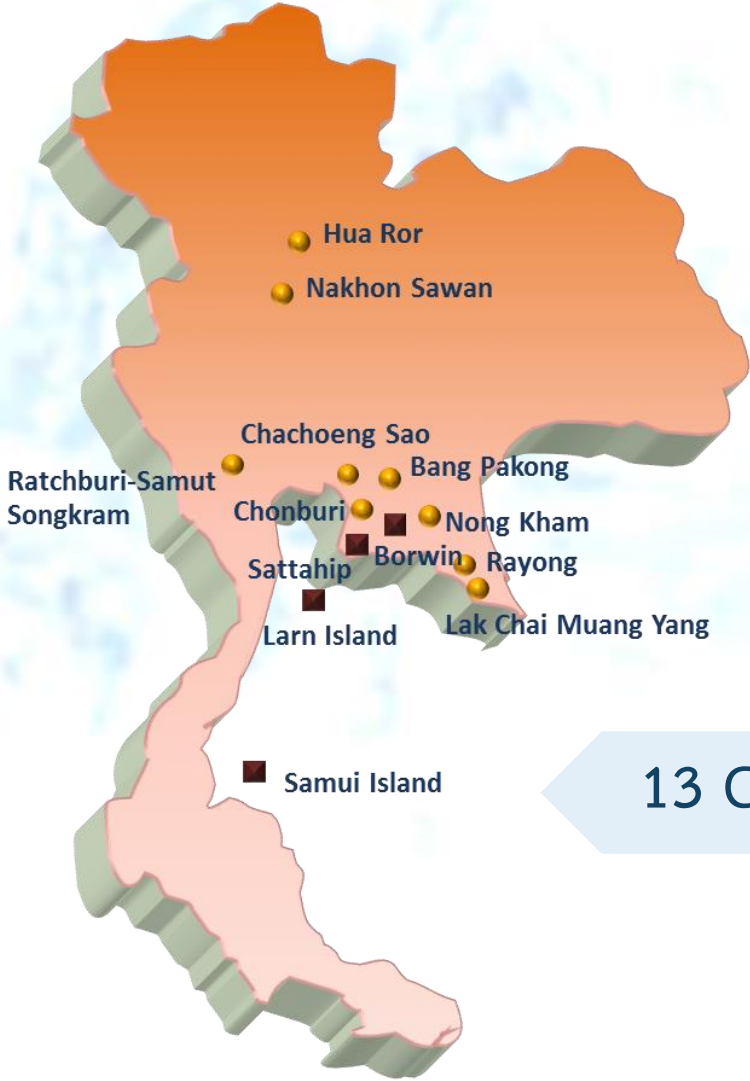 Hua Ror
Nakhon Sawan
Chachoeng Sao
Bang Pakong
Ratchburi-Samut
Songkram
Chonburi
Nong Kham
Borwin
Rayong
Sattahip
Larn Island
Lak Chai Muang Yang
Samui Island
13